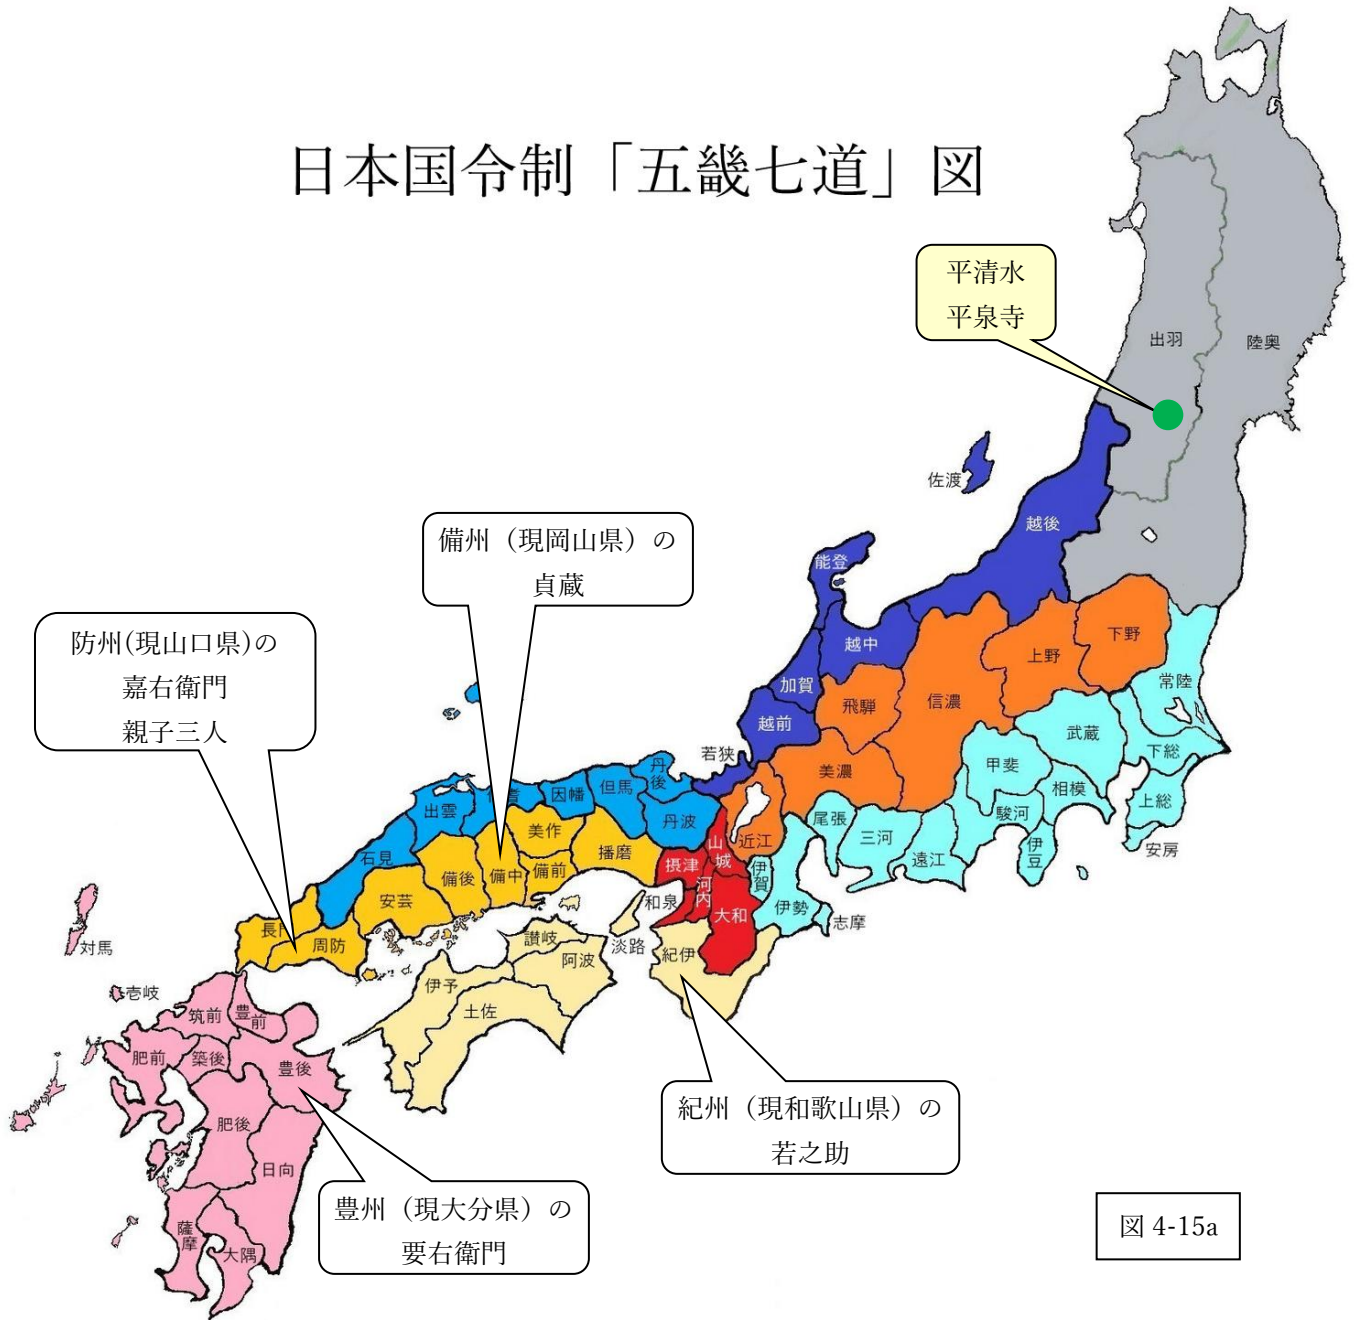 日本国令制「五畿七道」図
平清水
平泉寺
出羽
陸奥
佐渡
越後
備州（現岡山県）の
貞蔵
能登
防州(現山口県)の
嘉右衛門
親子三人
越中
上野
下野
加賀
飛騨
信濃
常陸
越前
武蔵
若狭
丹後
美濃
甲斐
下総
出雲
因幡
但馬
相模
上総
丹波
尾張
三河
駿河
美作
山城
近江
遠江
伊豆
安房
石見
播磨
摂津
伊賀
備後
備中
備前
河内
安芸
和泉
大和
伊勢
志摩
周防
讃岐
淡路
紀伊
対馬
阿波
伊予
壱岐
土佐
筑前
豊前
肥前
築後
豊後
肥後
紀州（現和歌山県）の
若之助
日向
豊州（現大分県）の
要右衛門
薩摩
大隅
図 4-15a